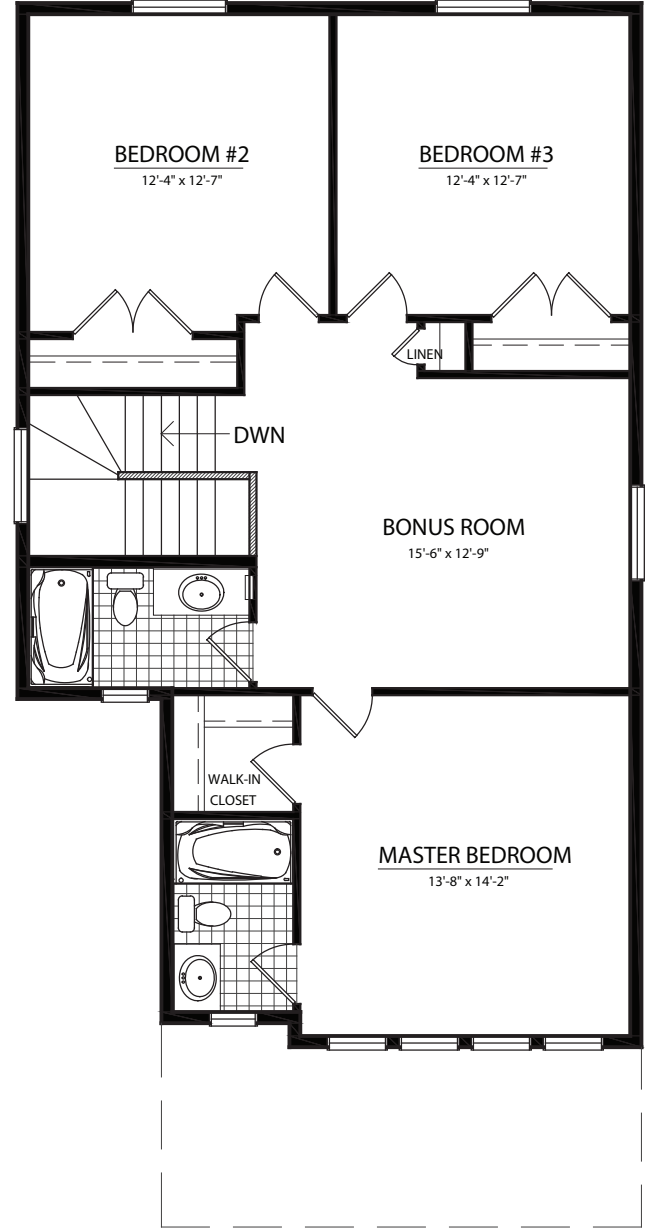 BEDROOM #2
12'-4" x 12'-7"
BEDROOM #3
12'-4" x 12'-7"
LINEN
DWN
BONUS ROOM
15'-6" x 12'-9"
WALK-IN
CLOSET
MASTER BEDROOM
13'-8" x 14'-2"